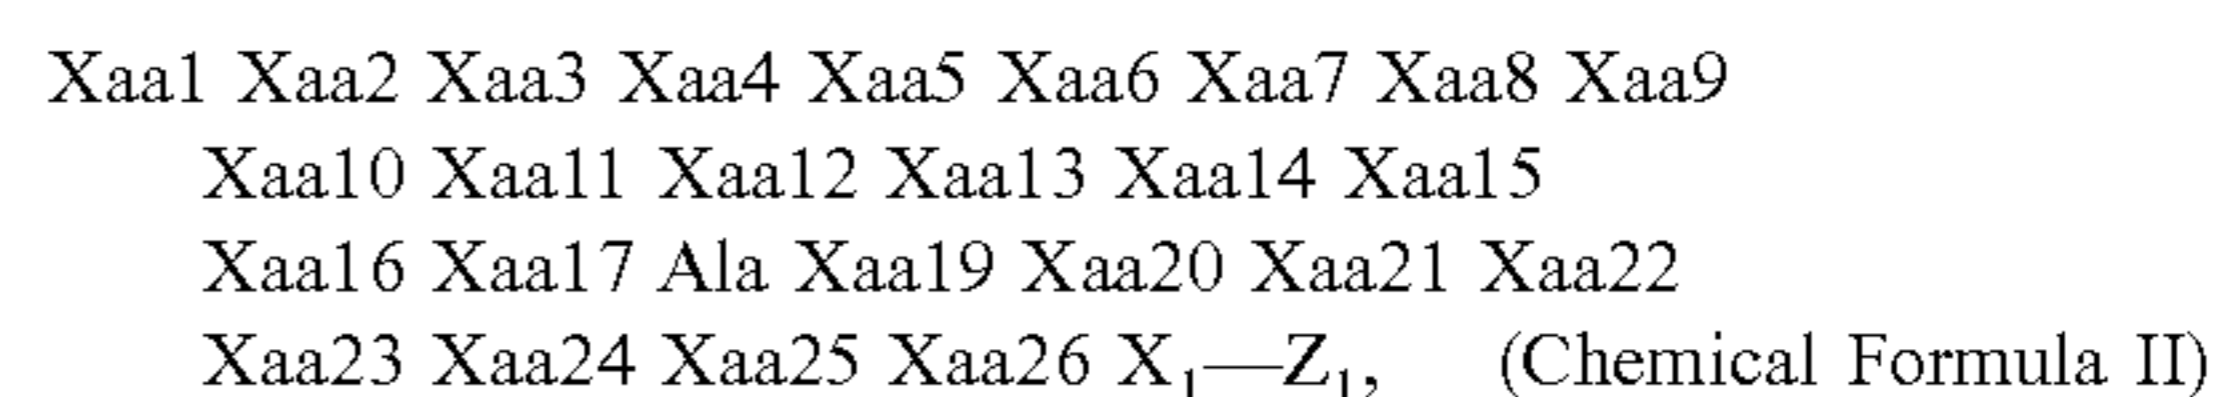 Xaa1 Xaa2 Xaa3 Xaa4 Xaa5 Xaa6 Xaa7 Xaa8 Xaa9
Xaa10 Xaa11 Xaa12 Xaa13 Xaa14 Xaa15
Xaa16 Xaa17 Ala Xaa19 Xaa20 Xaa21 Xaa22
Xaa23 Xaa24 Xaa25 Xaa26 X₁—Z₁, (Chemical Formula II)